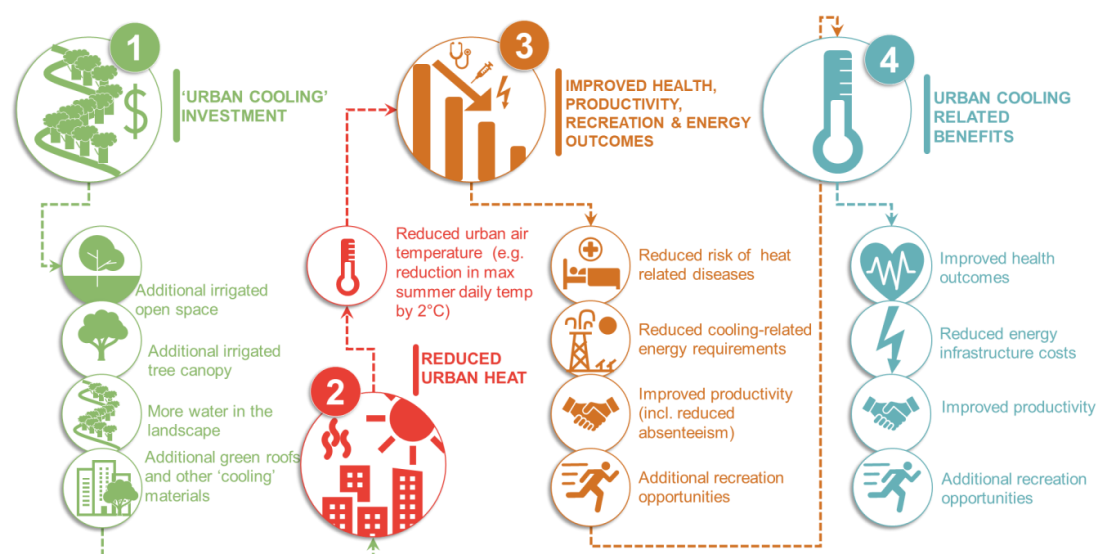 1
‘URBAN COOLING’
INVESTMENT
$
Additional irrigated
open space
Additional irrigated
tree canopy
More water in the
landscape
Additional green roofs
and other ‘cooling’
materials
2
REDUCED
URBAN HEAT
Reduced urban air
temperature (e.g.
reduction in max
summer daily temp
by 2°C)
3
IMPROVED HEALTH,
PRODUCTIVITY,
RECREATION & ENERGY
OUTCOMES
Reduced risk of heat
related diseases
Reduced cooling-related
energy requirements
Improved productivity
(incl. reduced
absenteeism)
Additional recreation
opportunities
4
URBAN COOLING
RELATED
BENEFITS
Improved health
outcomes
Reduced energy
infrastructure costs
Improved productivity
Additional recreation
opportunities